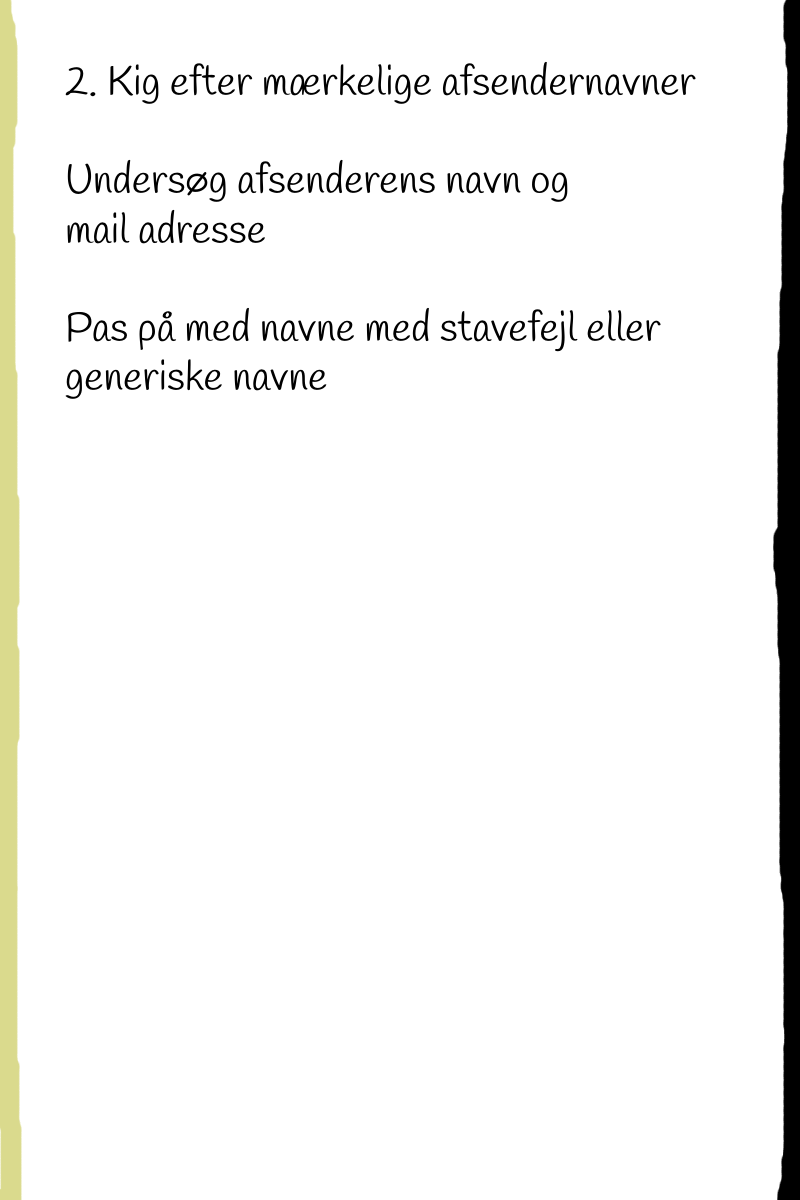 2. Kig efter mærkelige afsendernavner
Undersøg afsenderens navn og
mail adresse
Pas på med navne med stavefejl eller
generiske navne